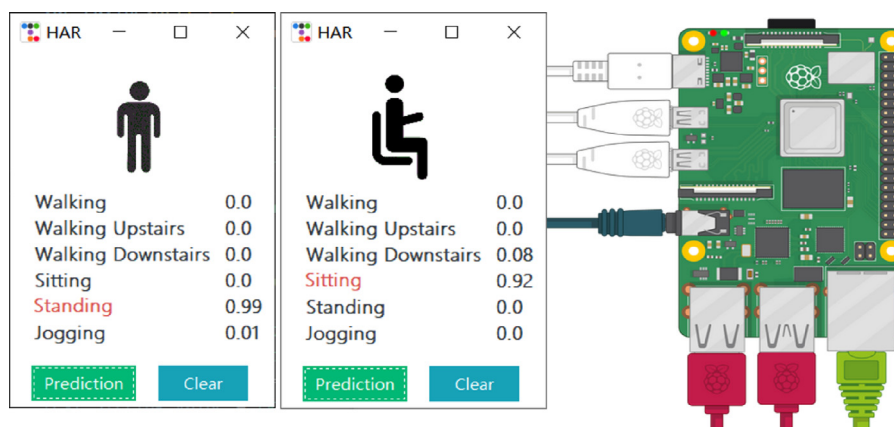 HAR
Walking 0.0
Walking Upstairs 0.0
Walking Downstairs 0.0
Sitting 0.0
Standing 0.99
Jogging 0.01
Prediction Clear
HAR
Walking 0.0
Walking Upstairs 0.0
Walking Downstairs 0.08
Sitting 0.92
Standing 0.0
Jogging 0.0
Prediction Clear